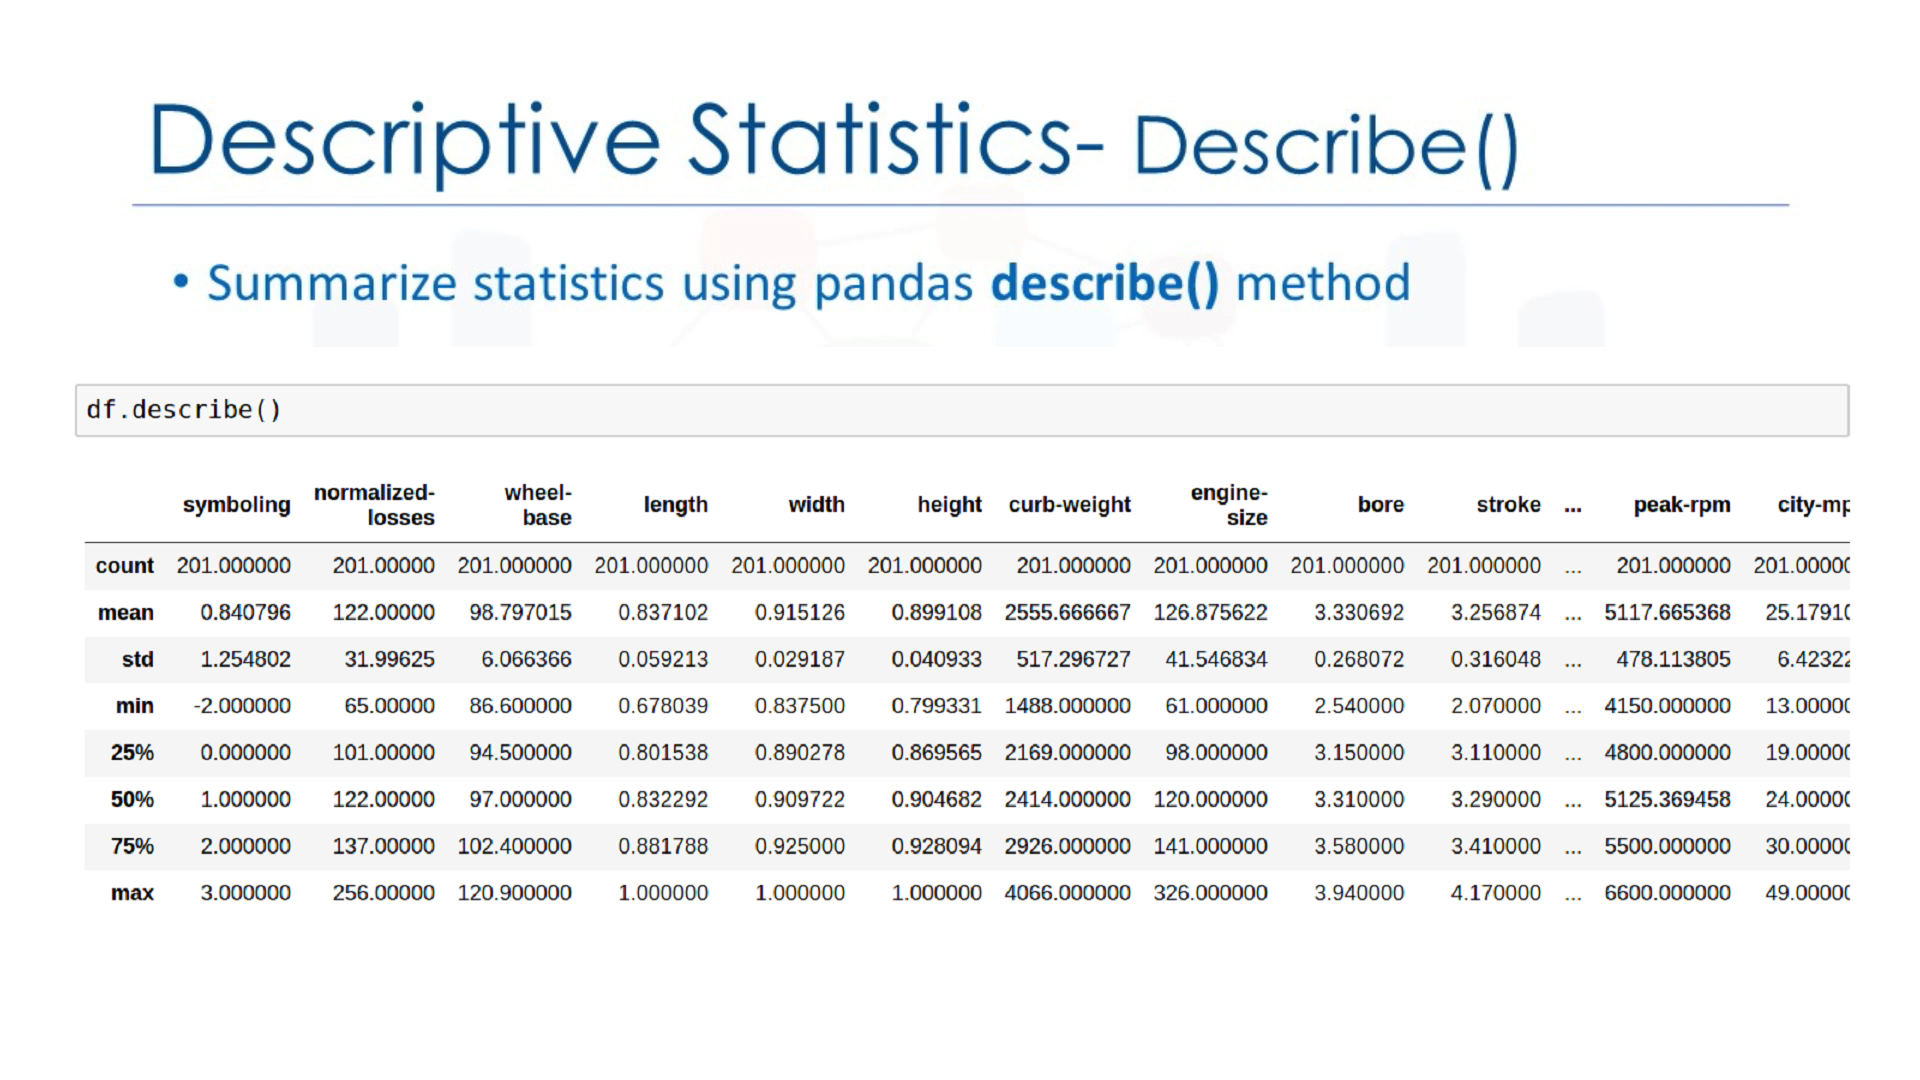 Descriptive Statistics- Describe()
• Summarize statistics using pandas describe() method
df.describe()
symboling normalized-losses wheel-base length width height curb-weight engine-size bore stroke ... peak-rpm city-mp
count 201.000000 201.00000 201.000000 201.000000 201.000000 201.000000 201.000000 201.000000 201.000000 201.000000 ... 201.000000 201.00000
mean 0.840796 122.00000 98.797015 0.837102 0.915126 0.899108 2555.666667 126.875622 3.330692 3.256874 ... 5117.665368 25.17910
std 1.254802 31.99625 6.066366 0.059213 0.029187 0.040933 517.296727 41.546834 0.268072 0.316048 ... 478.113805 6.42322
min -2.000000 65.00000 86.600000 0.678039 0.837500 0.799331 1488.000000 61.000000 2.540000 2.070000 ... 4150.000000 13.00000
25% 0.000000 101.00000 94.500000 0.801538 0.890278 0.869565 2169.000000 98.000000 3.150000 3.110000 ... 4800.000000 19.00000
50% 1.000000 122.00000 97.000000 0.832292 0.909722 0.904682 2414.000000 120.000000 3.310000 3.290000 ... 5125.369458 24.00000
75% 2.000000 137.00000 102.400000 0.881788 0.925000 0.928094 2926.000000 141.000000 3.580000 3.410000 ... 5500.000000 30.00000
max 3.000000 256.00000 120.900000 1.000000 1.000000 1.000000 4066.000000 326.000000 3.940000 4.170000 ... 6600.000000 49.00000